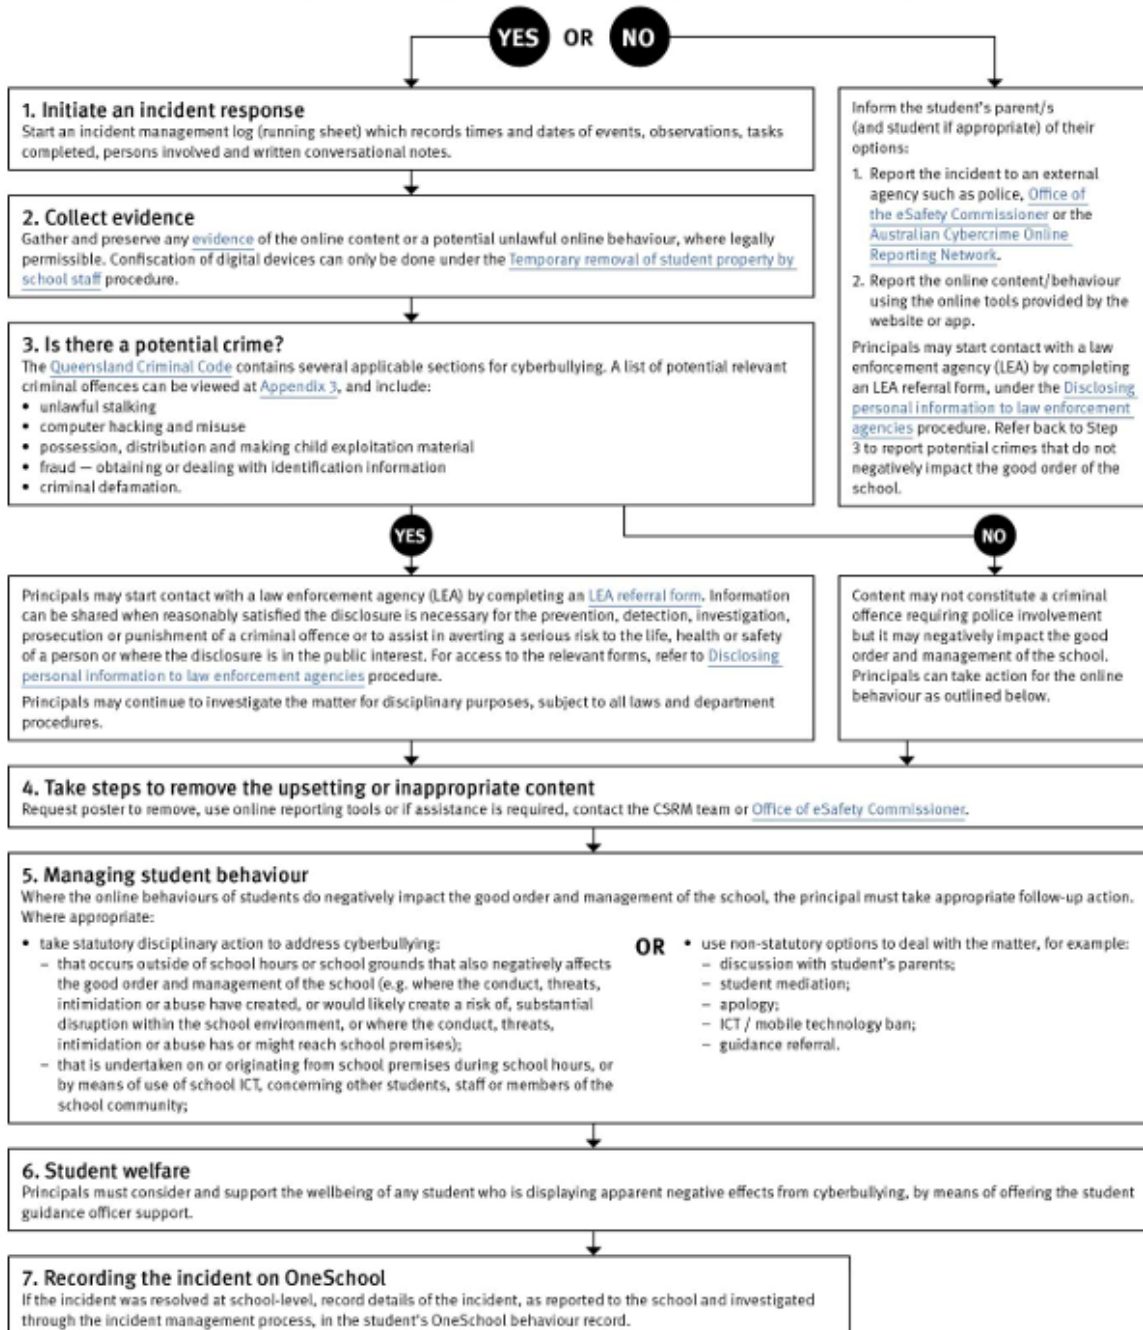 YES OR NO
1. Initiate an incident response
Start an incident management log (running sheet) which records times and dates of events, observations, tasks
completed, persons involved and written conversational notes.
2. Collect evidence
Gather and preserve any evidence of the online content or a potential unlawful online behaviour, where legally
permissible. Confiscation of digital devices can only be done under the Temporary removal of student property by
school staff procedure.
3. Is there a potential crime?
The Queensland Criminal Code contains several applicable sections for cyberbullying. A list of potential relevant
criminal offences can be viewed at Appendix 3, and include:
• unlawful stalking
• computer hacking and misuse
• possession, distribution and making child exploitation material
• fraud — obtaining or dealing with identification information
• criminal defamation.
Inform the student's parent/s
(and student if appropriate) of their
options:
1. Report the incident to an external
agency such as police, Office of
the eSafety Commissioner or the
Australian Cybercrime Online
Reporting Network.
2. Report the online content/behaviour
using the online tools provided by the
website or app.
Principals may start contact with a law
enforcement agency (LEA) by completing
an LEA referral form, under the Disclosing
personal information to law enforcement
agencies procedure. Refer back to Step
3 to report potential crimes that do not
negatively impact the good order of the
school.
YES
NO
Principals may start contact with a law enforcement agency (LEA) by completing an LEA referral form. Information
can be shared when reasonably satisfied the disclosure is necessary for the prevention, detection, investigation,
prosecution or punishment of a criminal offence or to assist in averting a serious risk to the life, health or safety
of a person or where the disclosure is in the public interest. For access to the relevant forms, refer to Disclosing
personal information to law enforcement agencies procedure.
Principals may continue to investigate the matter for disciplinary purposes, subject to all laws and department
procedures.
Content may not constitute a criminal
offence requiring police involvement
but it may negatively impact the good
order and management of the school.
Principals can take action for the online
behaviour as outlined below.
4. Take steps to remove the upsetting or inappropriate content
Request poster to remove, use online reporting tools or if assistance is required, contact the CSRM team or Office of eSafety Commissioner.
5. Managing student behaviour
Where the online behaviours of students do negatively impact the good order and management of the school, the principal must take appropriate follow-up action.
Where appropriate:
• take statutory disciplinary action to address cyberbullying:
– that occurs outside of school hours or school grounds that also negatively affects
the good order and management of the school (e.g. where the conduct, threats,
intimidation or abuse have created, or would likely create a risk of, substantial
disruption within the school environment, or where the conduct, threats,
intimidation or abuse has or might reach school premises);
– that is undertaken on or originating from school premises during school hours, or
by means of use of school ICT, concerning other students, staff or members of the
school community;
OR
• use non-statutory options to deal with the matter, for example:
– discussion with student's parents;
– student mediation;
– apology;
– ICT / mobile technology ban;
– guidance referral.
6. Student welfare
Principals must consider and support the wellbeing of any student who is displaying apparent negative effects from cyberbullying, by means of offering the student
guidance officer support.
7. Recording the incident on OneSchool
If the incident was resolved at school-level, record details of the incident, as reported to the school and investigated
through the incident management process, in the student's OneSchool behaviour record.